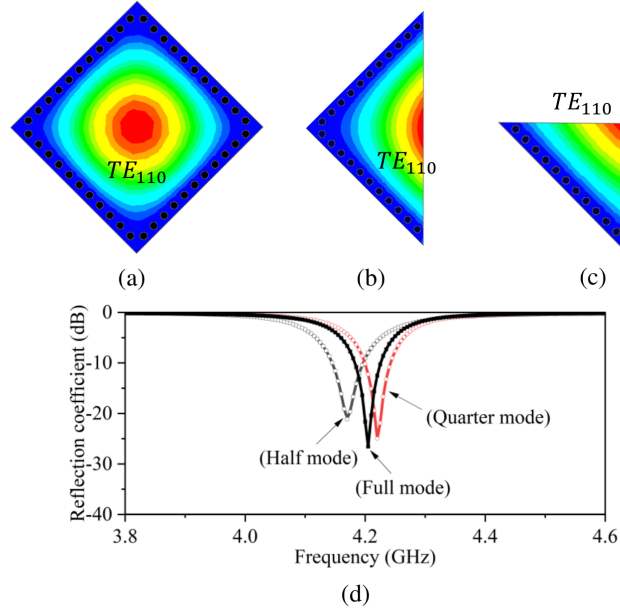 TE₁₁₀
TE₁₁₀
TE₁₁₀
(a)
(b)
(c)
Reflection coefficient (dB)
0
-10
-20
-30
-40
(Half mode)
(Quarter mode)
(Full mode)
3.8
4.0
4.2
4.4
4.6
Frequency (GHz)
(d)